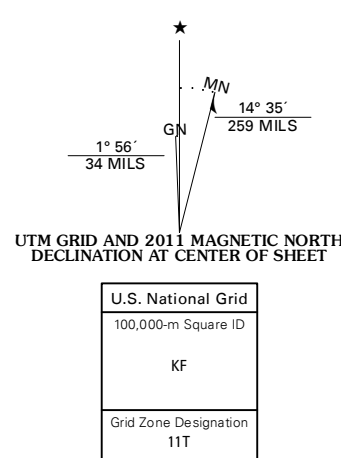 ★
MN
GN
14° 35´
259 MILS
1° 56´
34 MILS
UTM GRID AND 2011 MAGNETIC NORTH
DECLINATION AT CENTER OF SHEET
U.S. National Grid
100,000-m Square ID
KF
Grid Zone Designation
11T